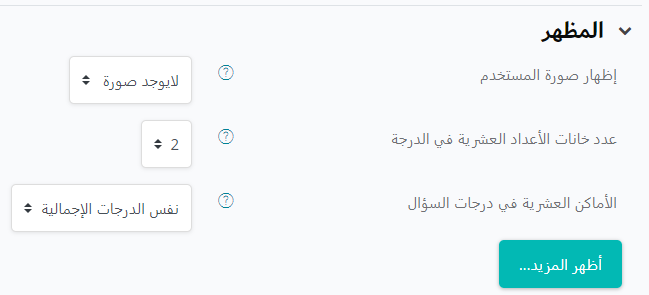 المظهر
إظهار صورة المستخدم
لايوجد صورة
عدد خانات الأعداد العشرية في الدرجة
2
الأماكن العشرية في درجات السؤال
نفس الدرجات الإجمالية
أظهر المزيد...